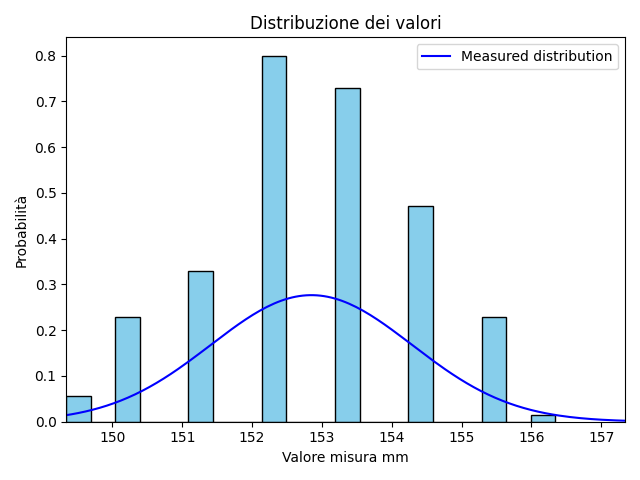 Distribuzione dei valori
Measured distribution
0.8
0.7
0.6
0.5
0.4
0.3
0.2
0.1
0.0
Probabilità
150 151 152 153 154 155 156 157
Valore misura mm